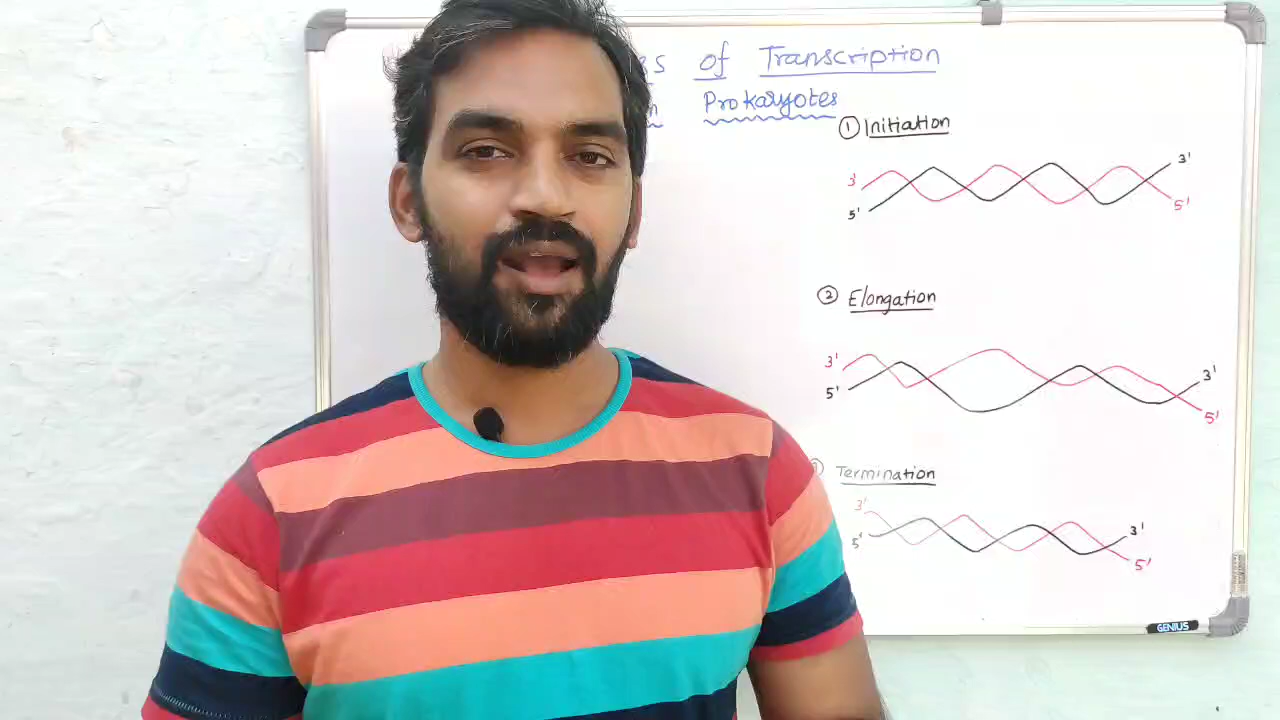 of Transcription
Prokaryotes
① Initiation
3' 3'
5' 5'
② Elongation
3' 3'
5' 5'
Termination
3' 3'
5' 5'
GENIUS